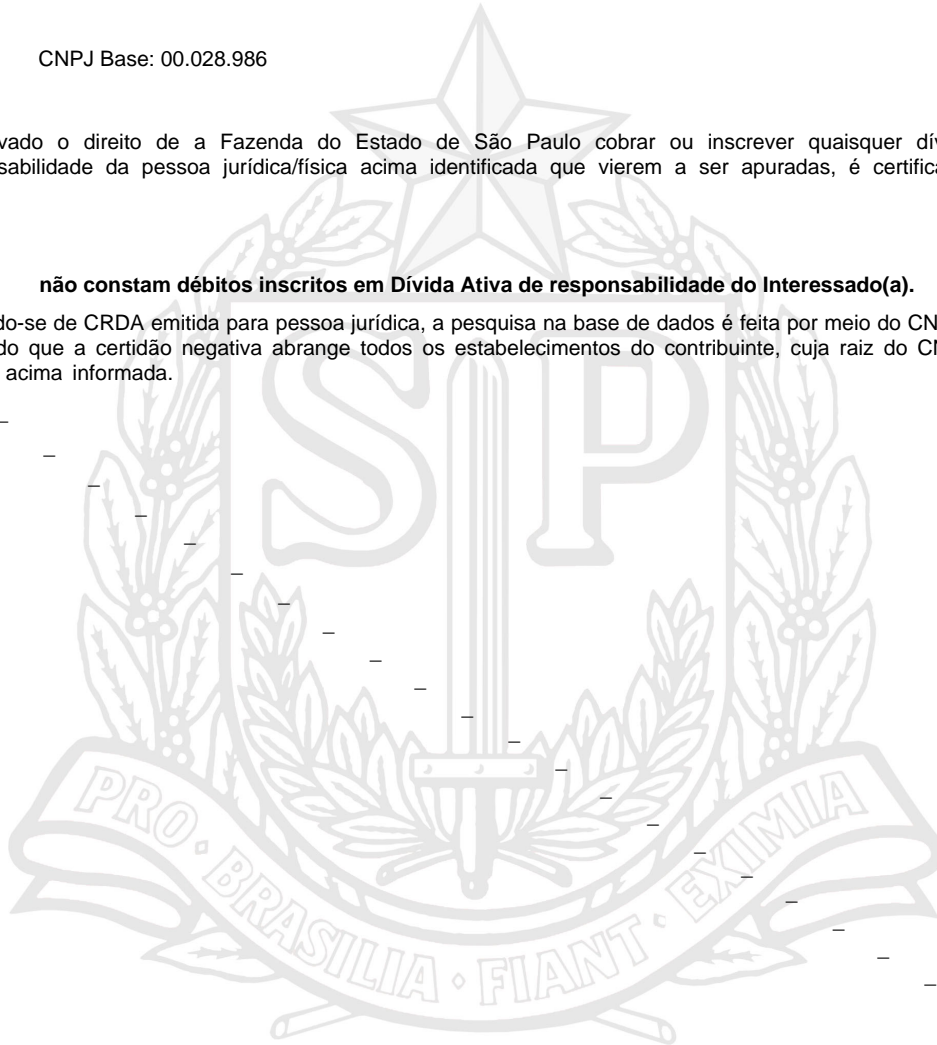 CNPJ Base: 00.028.986
vado o direito de a Fazenda do Estado de São Paulo cobrar ou inscrever quaisquer dív
sabilidade da pessoa jurídica/física acima identificada que vierem a ser apuradas, é certifica
não constam débitos inscritos em Dívida Ativa de responsabilidade do Interessado(a).
do-se de CRDA emitida para pessoa jurídica, a pesquisa na base de dados é feita por meio do CN
do que a certidão negativa abrange todos os estabelecimentos do contribuinte, cuja raiz do CN
acima informada.
SP
PRO · BRASILIA · FIANT · EXIMIA